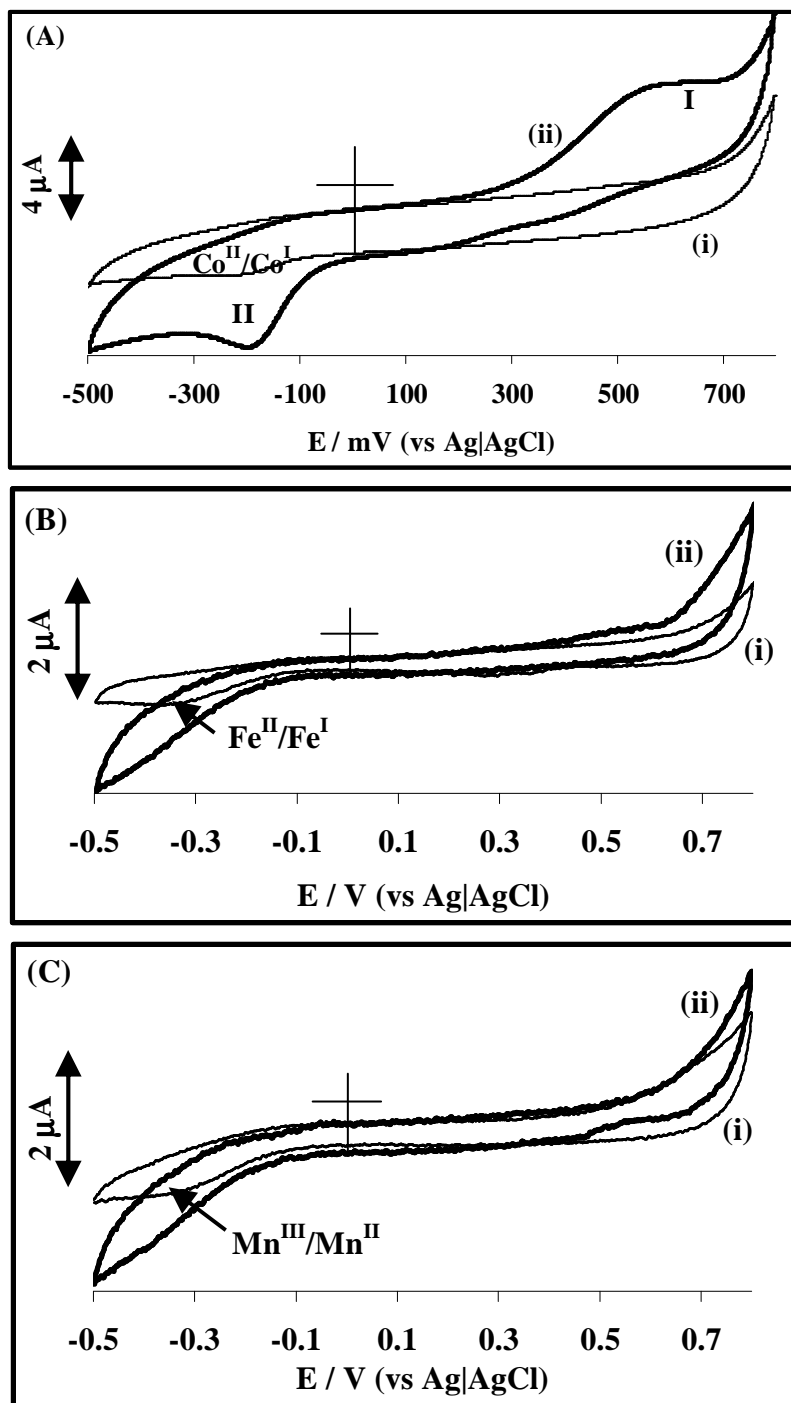 (A)
I
(ii)
4 μA
(i)
Co^II/Co^I
II
-500 -300 -100 100 300 500 700
E / mV (vs Ag|AgCl)
(B)
(ii)
2 μA
(i)
Fe^II/Fe^I
-0.5 -0.3 -0.1 0.1 0.3 0.5 0.7
E / V (vs Ag|AgCl)
(C)
(ii)
2 μA
(i)
Mn^III/Mn^II
-0.5 -0.3 -0.1 0.1 0.3 0.5 0.7
E / V (vs Ag|AgCl)